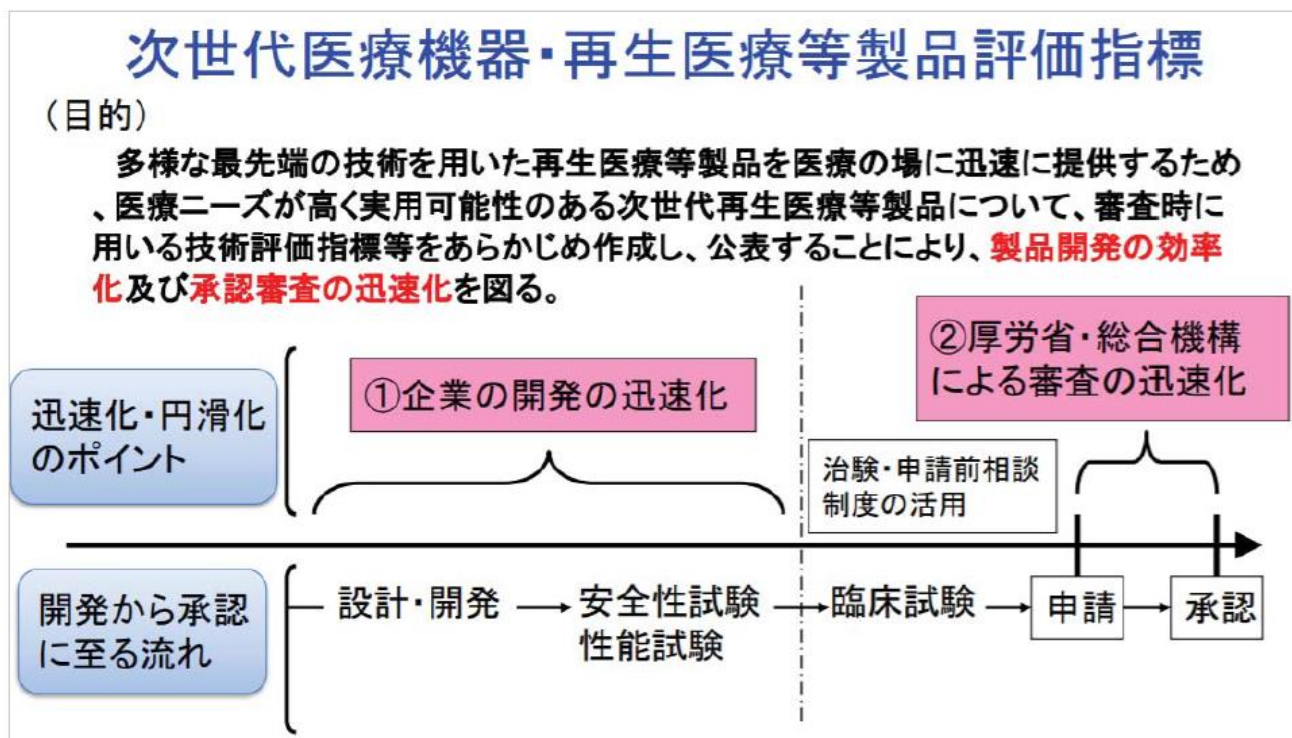 次世代医療機器・再生医療等製品評価指標
（目的）
多様な最先端の技術を用いた再生医療等製品を医療の場に迅速に提供するため
、医療ニーズが高く実用可能性のある次世代再生医療等製品について、審査時に
用いる技術評価指標等をあらかじめ作成し、公表することにより、製品開発の効率
化及び承認審査の迅速化を図る。
②厚労省・総合機構
による審査の迅速化
①企業の開発の迅速化
迅速化・円滑化
のポイント
治験・申請前相談
制度の活用
開発から承認
に至る流れ
設計・開発
安全性試験
性能試験
臨床試験
申請
承認